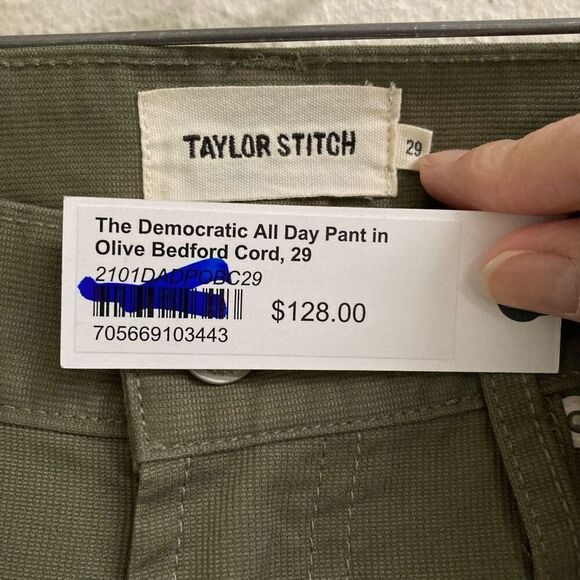 TAYLOR STITCH
29
The Democratic All Day Pant in
Olive Bedford Cord, 29
2101DADPOBC29
$128.00
705669103443